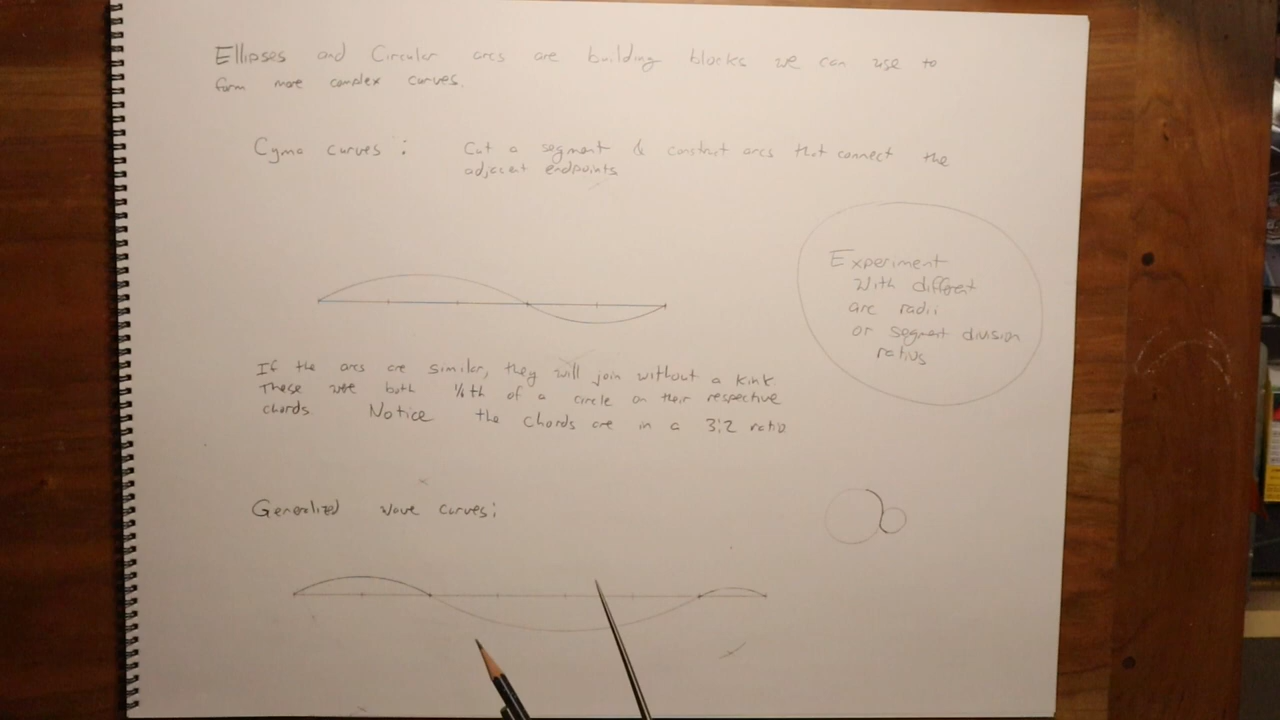 Ellipses and Circular arcs are building blocks we can use to
form more complex curves.
Cyma curves : Cut a segment & construct arcs that connect the
adjacent endpoints
Experiment
with different
arc radii
or segment division
ratios
If the arcs are similar, they will join without a kink.
These are both 1/6th of a circle on their respective
chords Notice the chords are in a 3:2 ratio
Generalized wave curves: